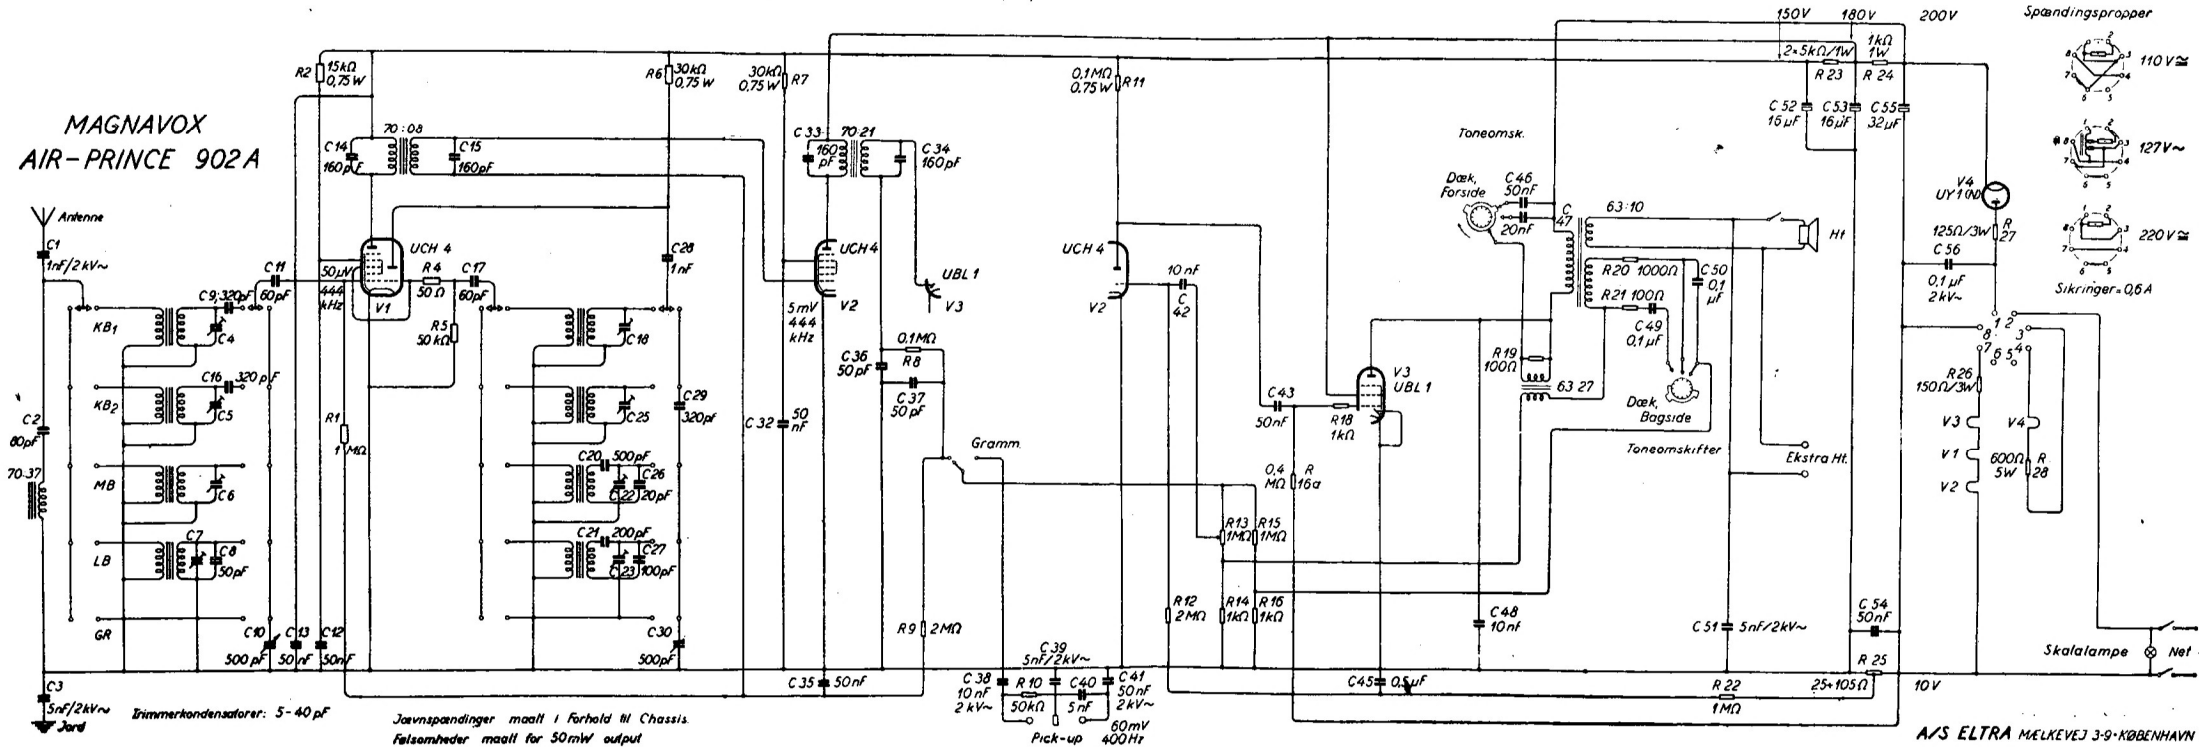 MAGNAVOX
AIR-PRINCE 902A
Antenne
C1
1nF/2kV~
C2
80pF
70:37
C3
5nF/2kV~
Jord
Trimmerkondensatorer: 5-40 pF
Jævnspændinger maalt i Forhold til Chassis.
Følsomheder maalt for 50mW output
KB1
KB2
MB
LB
GR
C9, 320pF
C4
C16 320pF
C5
C6
C7
C8
50pF
C10
500pF
C11
60pF
C13
50nF
C12
50nF
R1
1MΩ
R2
15kΩ
0,75W
C14
160pF
70:08
C15
160pF
UCH 4
50μV
444
kHz
V1
R4
50Ω
R5
50kΩ
C17
60pF
C18
C25
C20 500pF
C22
C26
20pF
C21 200pF
C23
C27
100pF
R6
30kΩ
0,75W
C28
1nF
C29
320pF
C30
500pF
30kΩ
0,75W
R7
C32
50
nF
C33
160
pF
70:21
C34
160pF
UCH4
V2
5mV
444
kHz
UBL1
V3
C36
50pF
0,1MΩ
R8
C37
50pF
Gramm.
R9
2MΩ
C35
50nF
C38
10nF
2kV~
R10
50kΩ
C39
5nF/2kV~
C40
5nF
C41
50nF
2kV~
Pick-up
60mV
400Hz
0,1MΩ
0,75W
R11
UCH4
V2
10nF
C
42
R12
2MΩ
R13
1MΩ
R15
1MΩ
R14
1kΩ
R16
1kΩ
C43
50nF
0,4
MΩ
R
16a
R18
1kΩ
V3
UBL1
C45
0,5μF
C48
10nF
Toneomsk.
Dæk,
Forside
C46
50nF
20nF
C
47
63:10
R19
100Ω
63 27
R20 1000Ω
R21 100Ω
C50
0,1
μF
C49
0,1μF
Dæk,
Bagside
Toneomskifter
Ht
Ekstra Ht.
C51
5nF/2kV~
R22
1MΩ
150V
180V
200V
2×5kΩ/1W
R23
1kΩ
1W
R24
C52
16μF
C53
16μF
C55
32μF
V4
UY1(N)
125Ω/3W
R
27
C56
0,1μF
2kV~
1 2 3 4 5 6 7 8
R26
150Ω/3W
V3
V1
V2
V4
600Ω
5W
R
28
C54
50nF
R25
25+105Ω
10V
Skalalampe
Net
Spændingspropper
110V≂
127V~
220V≂
Sikringer=0,6A
A/S ELTRA MÆLKEVEJ 3-9·KØBENHAVN